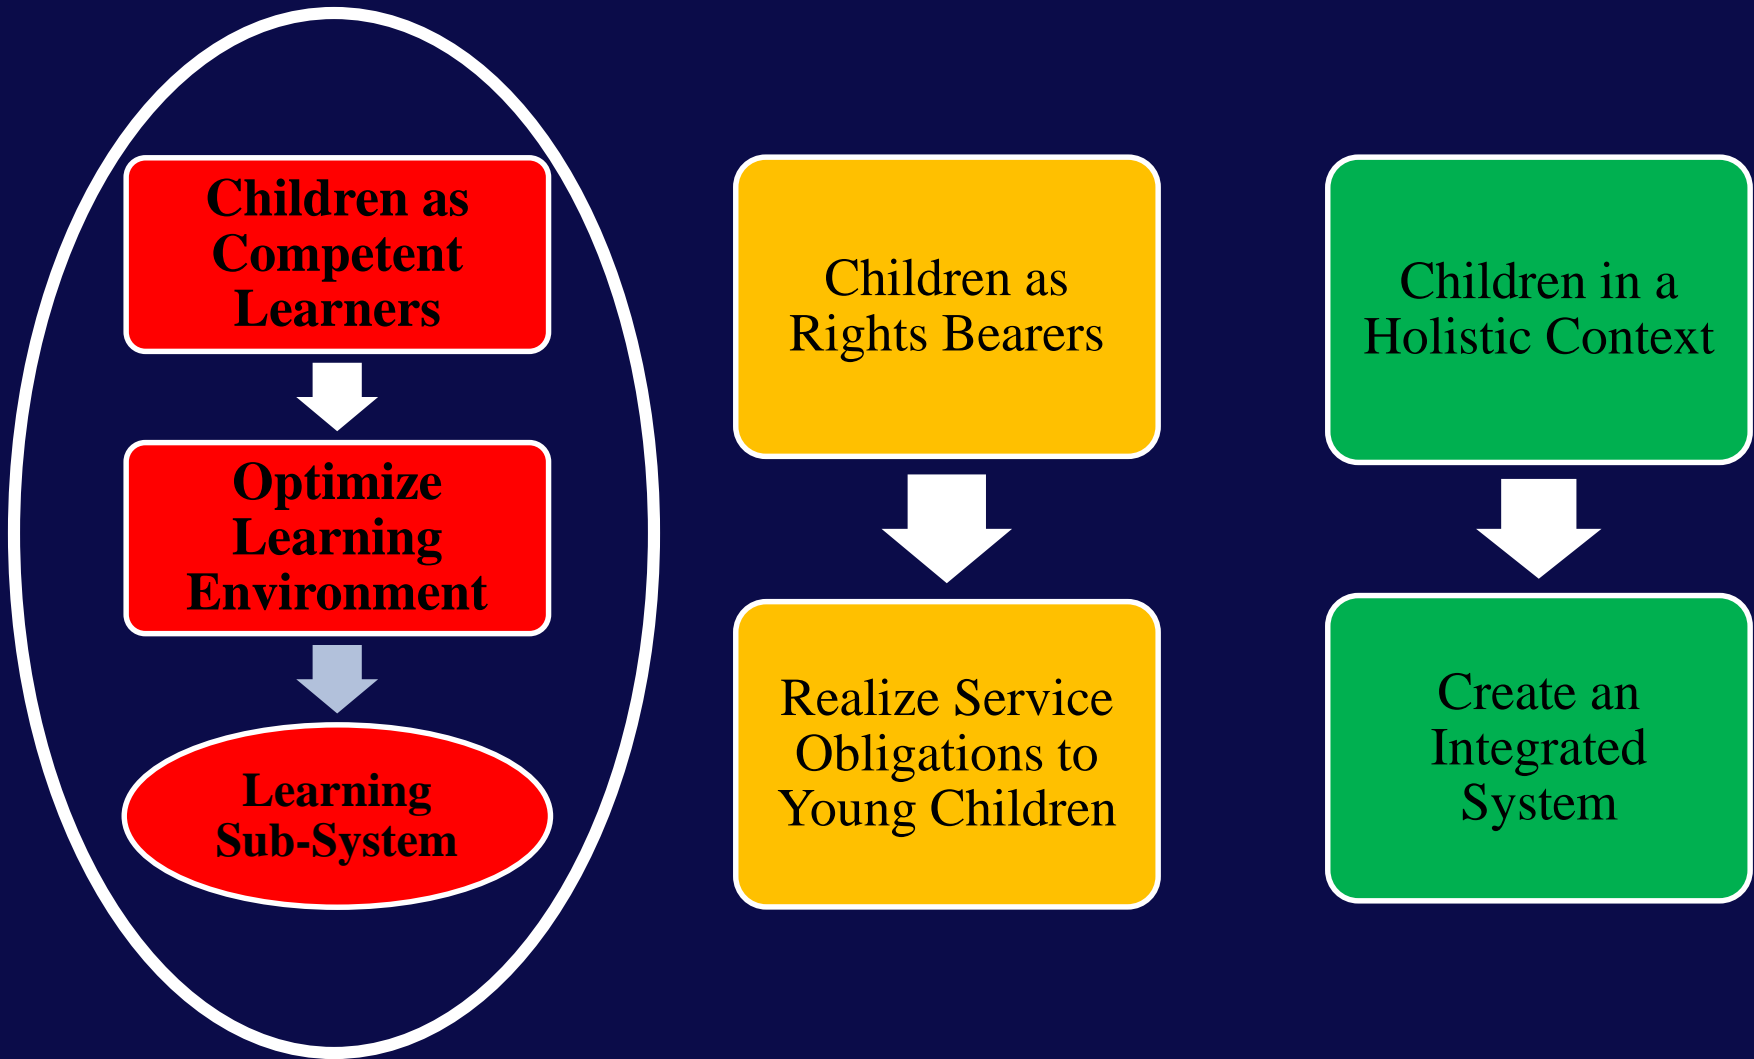 Children as
Competent
Learners
Optimize
Learning
Environment
Learning
Sub-System
Children as
Rights Bearers
Realize Service
Obligations to
Young Children
Children in a
Holistic Context
Create an
Integrated
System